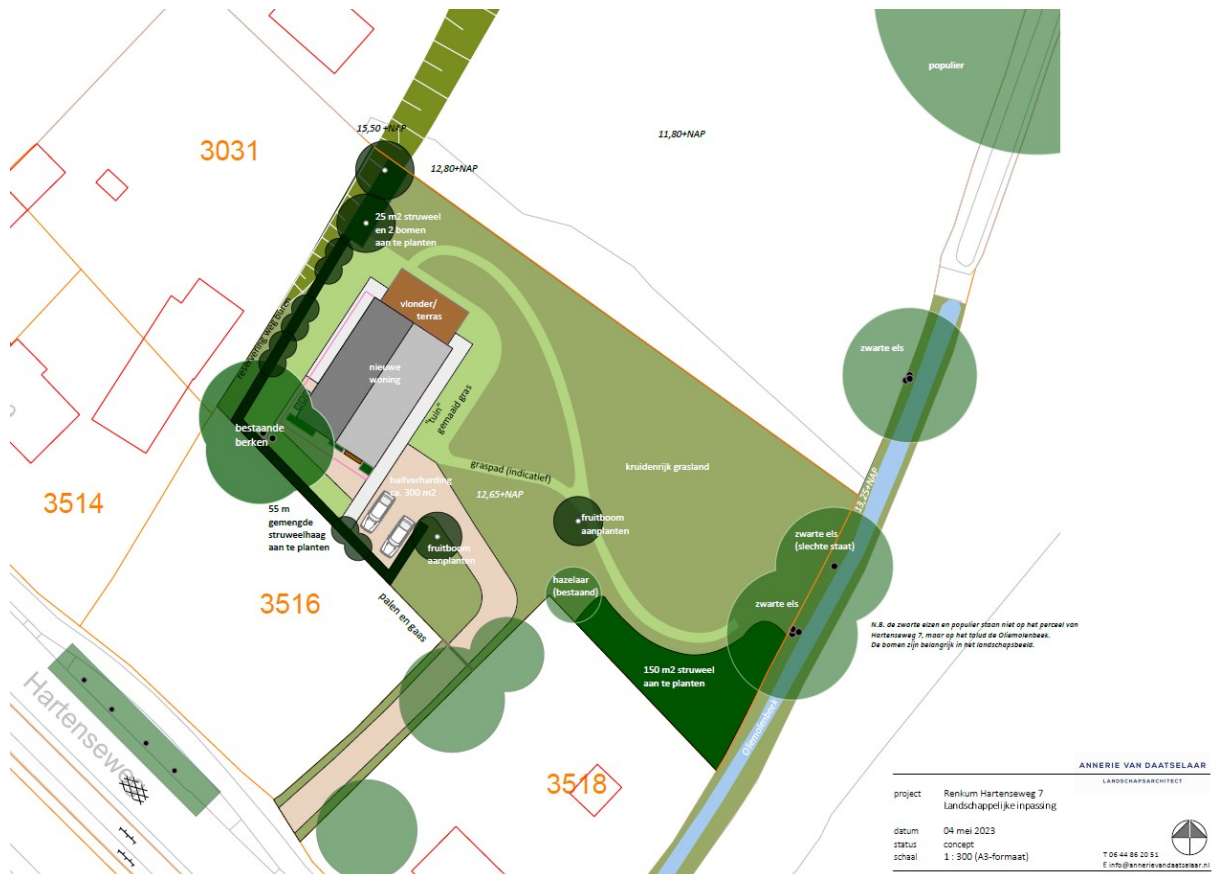 populier
15,50 +NAP
11,80+NAP
3031
12,80+NAP
25 m2 struweel
en 2 bomen
aan te planten
reservering weg buren
vlonder/
terras
nieuwe
woning
"tuin"
gemaaid gras
zwarte els
bestaande
berken
graspad (indicatief)
kruidenrijk grasland
halfverharding
ca. 300 m2
12,65+NAP
13,25+NAP
3514
55 m
gemengde
struweelhaag
aan te planten
fruitboom
aanplanten
fruitboom
aanplanten
zwarte els
(slechte staat)
hazelaar
(bestaand)
zwarte els
3516
palen en gaas
N.B. de zwarte elzen en populier staan niet op het perceel van
Hartenseweg 7, maar op het talud de Oliemolenbeek.
De bomen zijn belangrijk in het landschapsbeeld.
150 m2 struweel
aan te planten
Oliemolenbeek
Hartenseweg
3518
ANNERIE VAN DAATSELAAR
LANDSCHAPSARCHITECT
project Renkum Hartenseweg 7
Landschappelijke inpassing
datum 04 mei 2023
status concept
schaal 1 : 300 (A3-formaat)
T 06 44 86 20 51
E info@annerievandaatselaar.nl